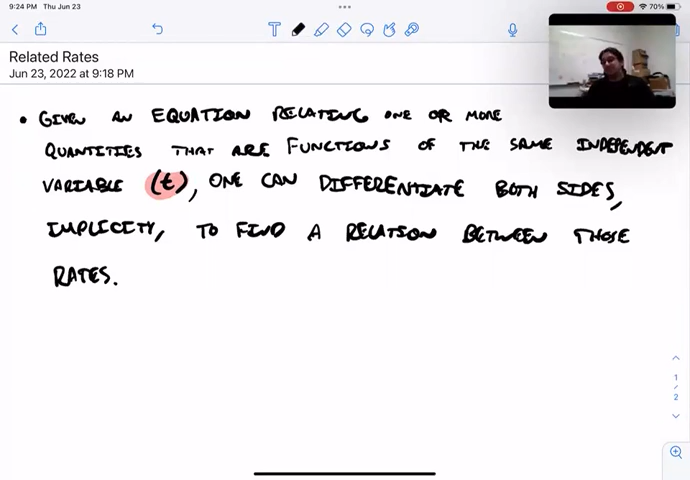 9:24 PM Thu Jun 23
70%
Related Rates
Jun 23, 2022 at 9:18 PM
• GIVEN AN EQUATION RELATING ONE OR MORE
QUANTITIES THAT ARE FUNCTIONS OF THE SAME INDEPENDENT
VARIABLE (t), ONE CAN DIFFERENTIATE BOTH SIDES,
IMPLICITY, TO FIND A RELATION BETWEEN THOSE
RATES.
1
/
2